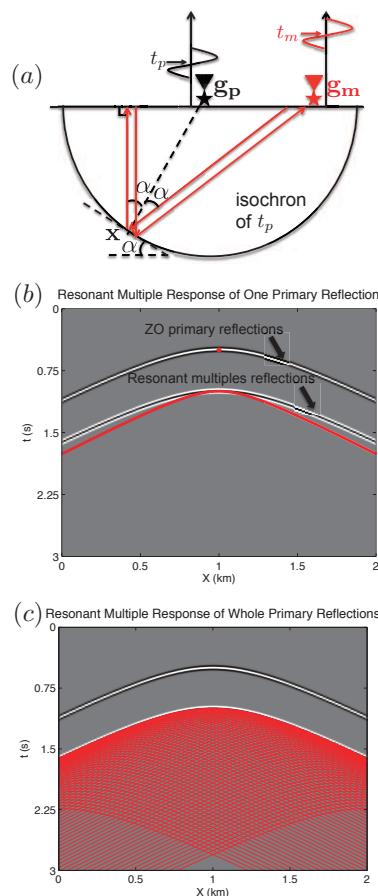 (a)
t_p
g_p
t_m
g_m
α
α
x
α
isochron
of t_p
(b)
Resonant Multiple Response of One Primary Reflection
ZO primary reflections
Resonant multiples reflections
0
0.75
1.5
2.25
3
t (s)
0
0.5
1
1.5
2
X (km)
(c)
Resonant Multiple Response of Whole Primary Reflections
0
0.75
1.5
2.25
3
t (s)
0
0.5
1
1.5
2
X (km)